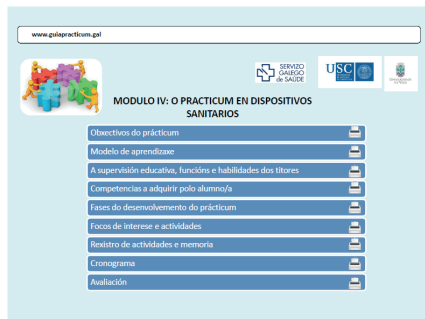 www.guiapracticum.gal
SERVIZO
GALEGO
de SAÚDE
USC
MODULO IV: O PRACTICUM EN DISPOSITIVOS
SANITARIOS
Obxectivos do prácticum
Modelo de aprendizaxe
A supervisión educativa, funcións e habilidades dos titores
Competencias a adquirir polo alumno/a
Fases do desenvolvemento do prácticum
Focos de interese e actividades
Rexistro de actividades e memoria
Cronograma
Avaliación